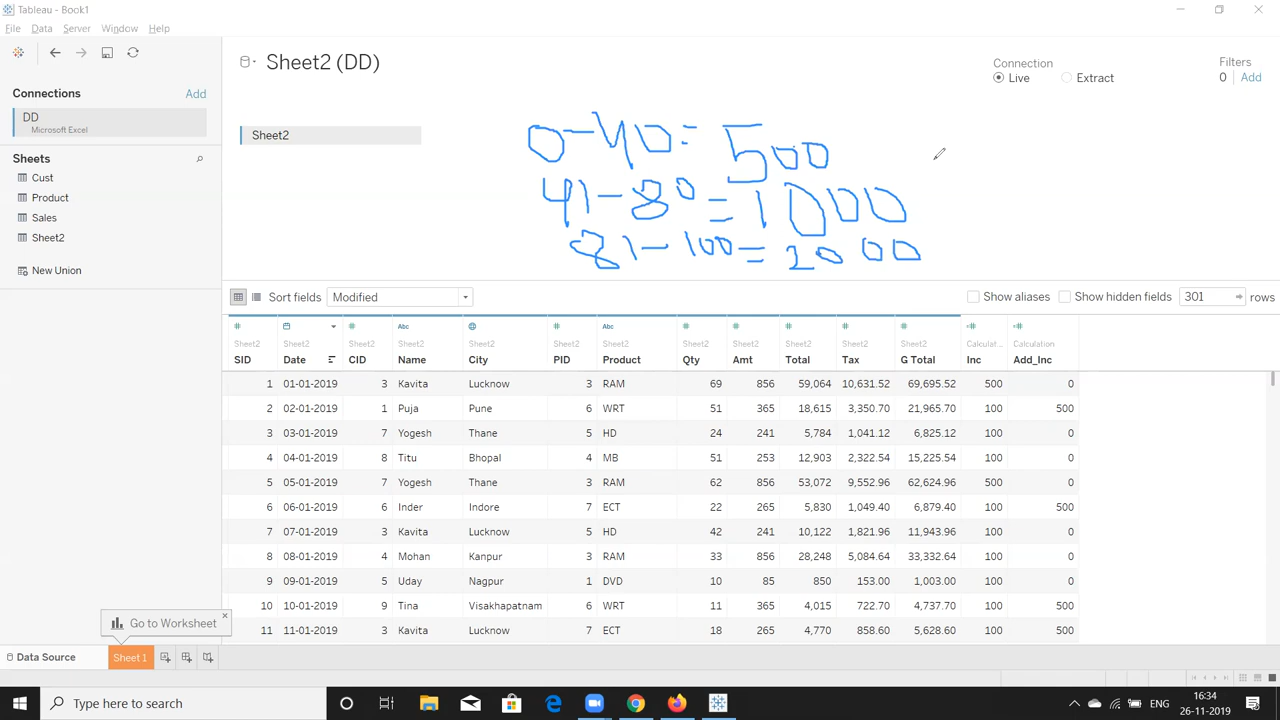 Tableau - Book1
File Data Server Window Help
Connections Add
DD
Microsoft Excel
Sheets
Cust
Product
Sales
Sheet2
New Union
Sheet2 (DD)
Connection
Live Extract
Filters
0 Add
Sheet2
0-40= 500
41-80=1000
81-100=2000
Sort fields Modified
Show aliases Show hidden fields 301 rows
# # Abc # Abc # # # # # =# =#
Sheet2 Sheet2 Sheet2 Sheet2 Sheet2 Sheet2 Sheet2 Sheet2 Sheet2 Sheet2 Sheet2 Sheet2 Calculat... Calculation
SID Date CID Name City PID Product Qty Amt Total Tax G Total Inc Add_Inc
1 01-01-2019 3 Kavita Lucknow 3 RAM 69 856 59,064 10,631.52 69,695.52 500 0
2 02-01-2019 1 Puja Pune 6 WRT 51 365 18,615 3,350.70 21,965.70 100 500
3 03-01-2019 7 Yogesh Thane 5 HD 24 241 5,784 1,041.12 6,825.12 100 0
4 04-01-2019 8 Titu Bhopal 4 MB 51 253 12,903 2,322.54 15,225.54 100 0
5 05-01-2019 7 Yogesh Thane 3 RAM 62 856 53,072 9,552.96 62,624.96 500 0
6 06-01-2019 6 Inder Indore 7 ECT 22 265 5,830 1,049.40 6,879.40 100 500
7 07-01-2019 3 Kavita Lucknow 5 HD 42 241 10,122 1,821.96 11,943.96 100 0
8 08-01-2019 4 Mohan Kanpur 3 RAM 33 856 28,248 5,084.64 33,332.64 100 0
9 09-01-2019 5 Uday Nagpur 1 DVD 10 85 850 153.00 1,003.00 100 0
10 10-01-2019 9 Tina Visakhapatnam 6 WRT 11 365 4,015 722.70 4,737.70 100 500
11 11-01-2019 3 Kavita Lucknow 7 ECT 18 265 4,770 858.60 5,628.60 100 500
Go to Worksheet
Data Source Sheet 1
Type here to search
ENG
16:34
26-11-2019